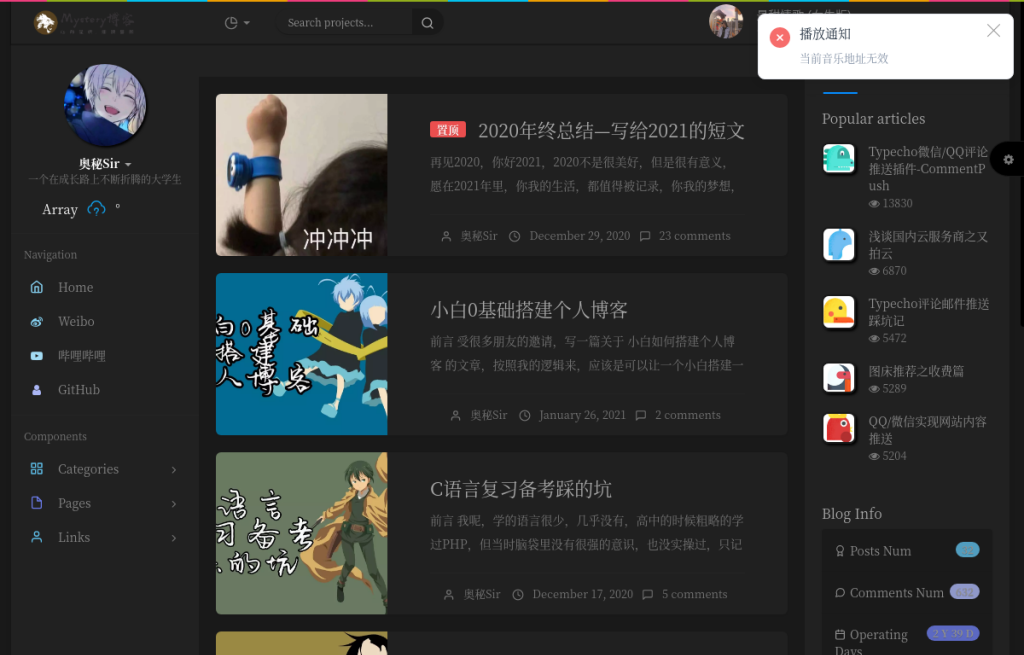 Mystery博客
Search projects...
播放通知
当前音乐地址无效
奥秘Sir
一个在成长路上不断折腾的大学生
Array °
Navigation
Home
Weibo
哔哩哔哩
GitHub
Components
Categories
Pages
Links
冲冲冲
置顶 2020年终总结—写给2021的短文
再见2020，你好2021，2020不是很美好，但是很有意义，
愿在2021年里，你我的生活，都值得被记录，你我的梦想,
奥秘Sir December 29, 2020 23 comments
白0基础
搭建
人博客
小白0基础搭建个人博客
前言 受很多朋友的邀请，写一篇关于 小白如何搭建个人博
客 的文章，按照我的逻辑来，应该是可以让一个小白搭建一
奥秘Sir January 26, 2021 2 comments
语言
习备考
的坑
C语言复习备考踩的坑
前言 我呢，学的语言很少，几乎没有，高中的时候粗略的学
过PHP，但当时脑袋里没有很强的意识，也没实操过，只记
奥秘Sir December 17, 2020 5 comments
Popular articles
Typecho微信/QQ评论
推送插件-CommentP
ush
13830
浅谈国内云服务商之又
拍云
6870
Typecho评论邮件推送
踩坑记
5472
图床推荐之收费篇
5289
QQ/微信实现网站内容
推送
5204
Blog Info
Posts Num
Comments Num 632
Operating 2 Y 39 D
Days